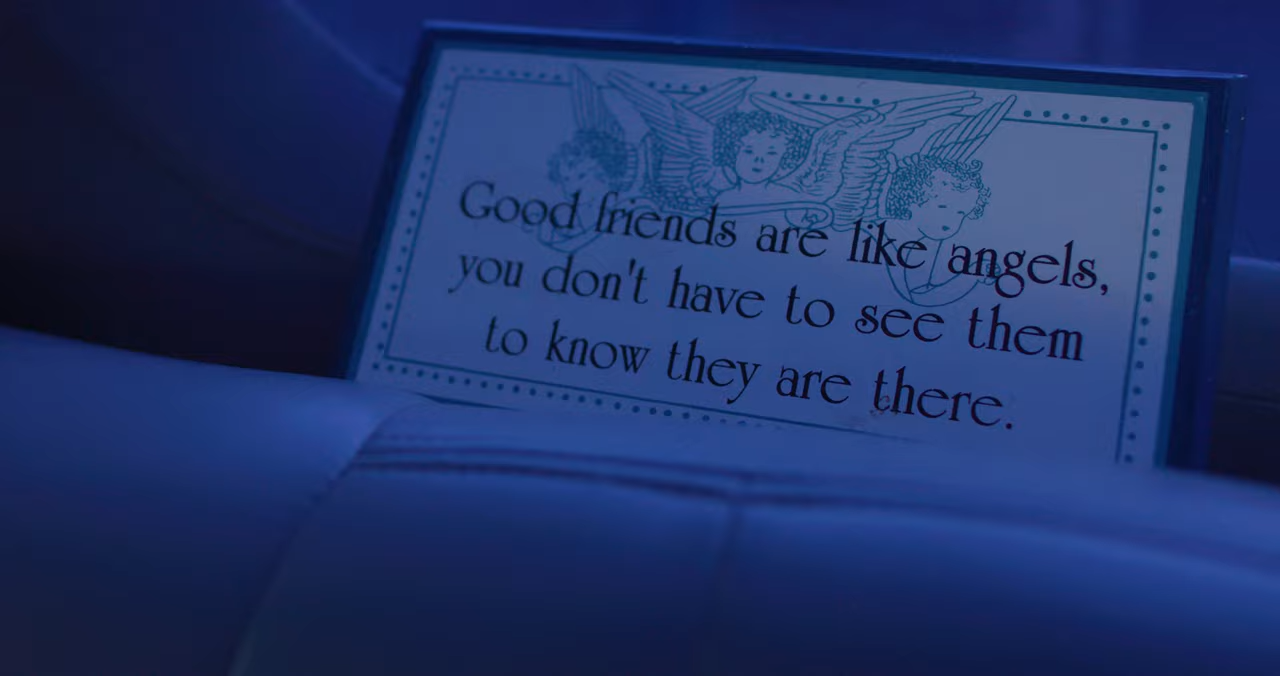 Good friends are like angels,
you don't have to see them
to know they are there.